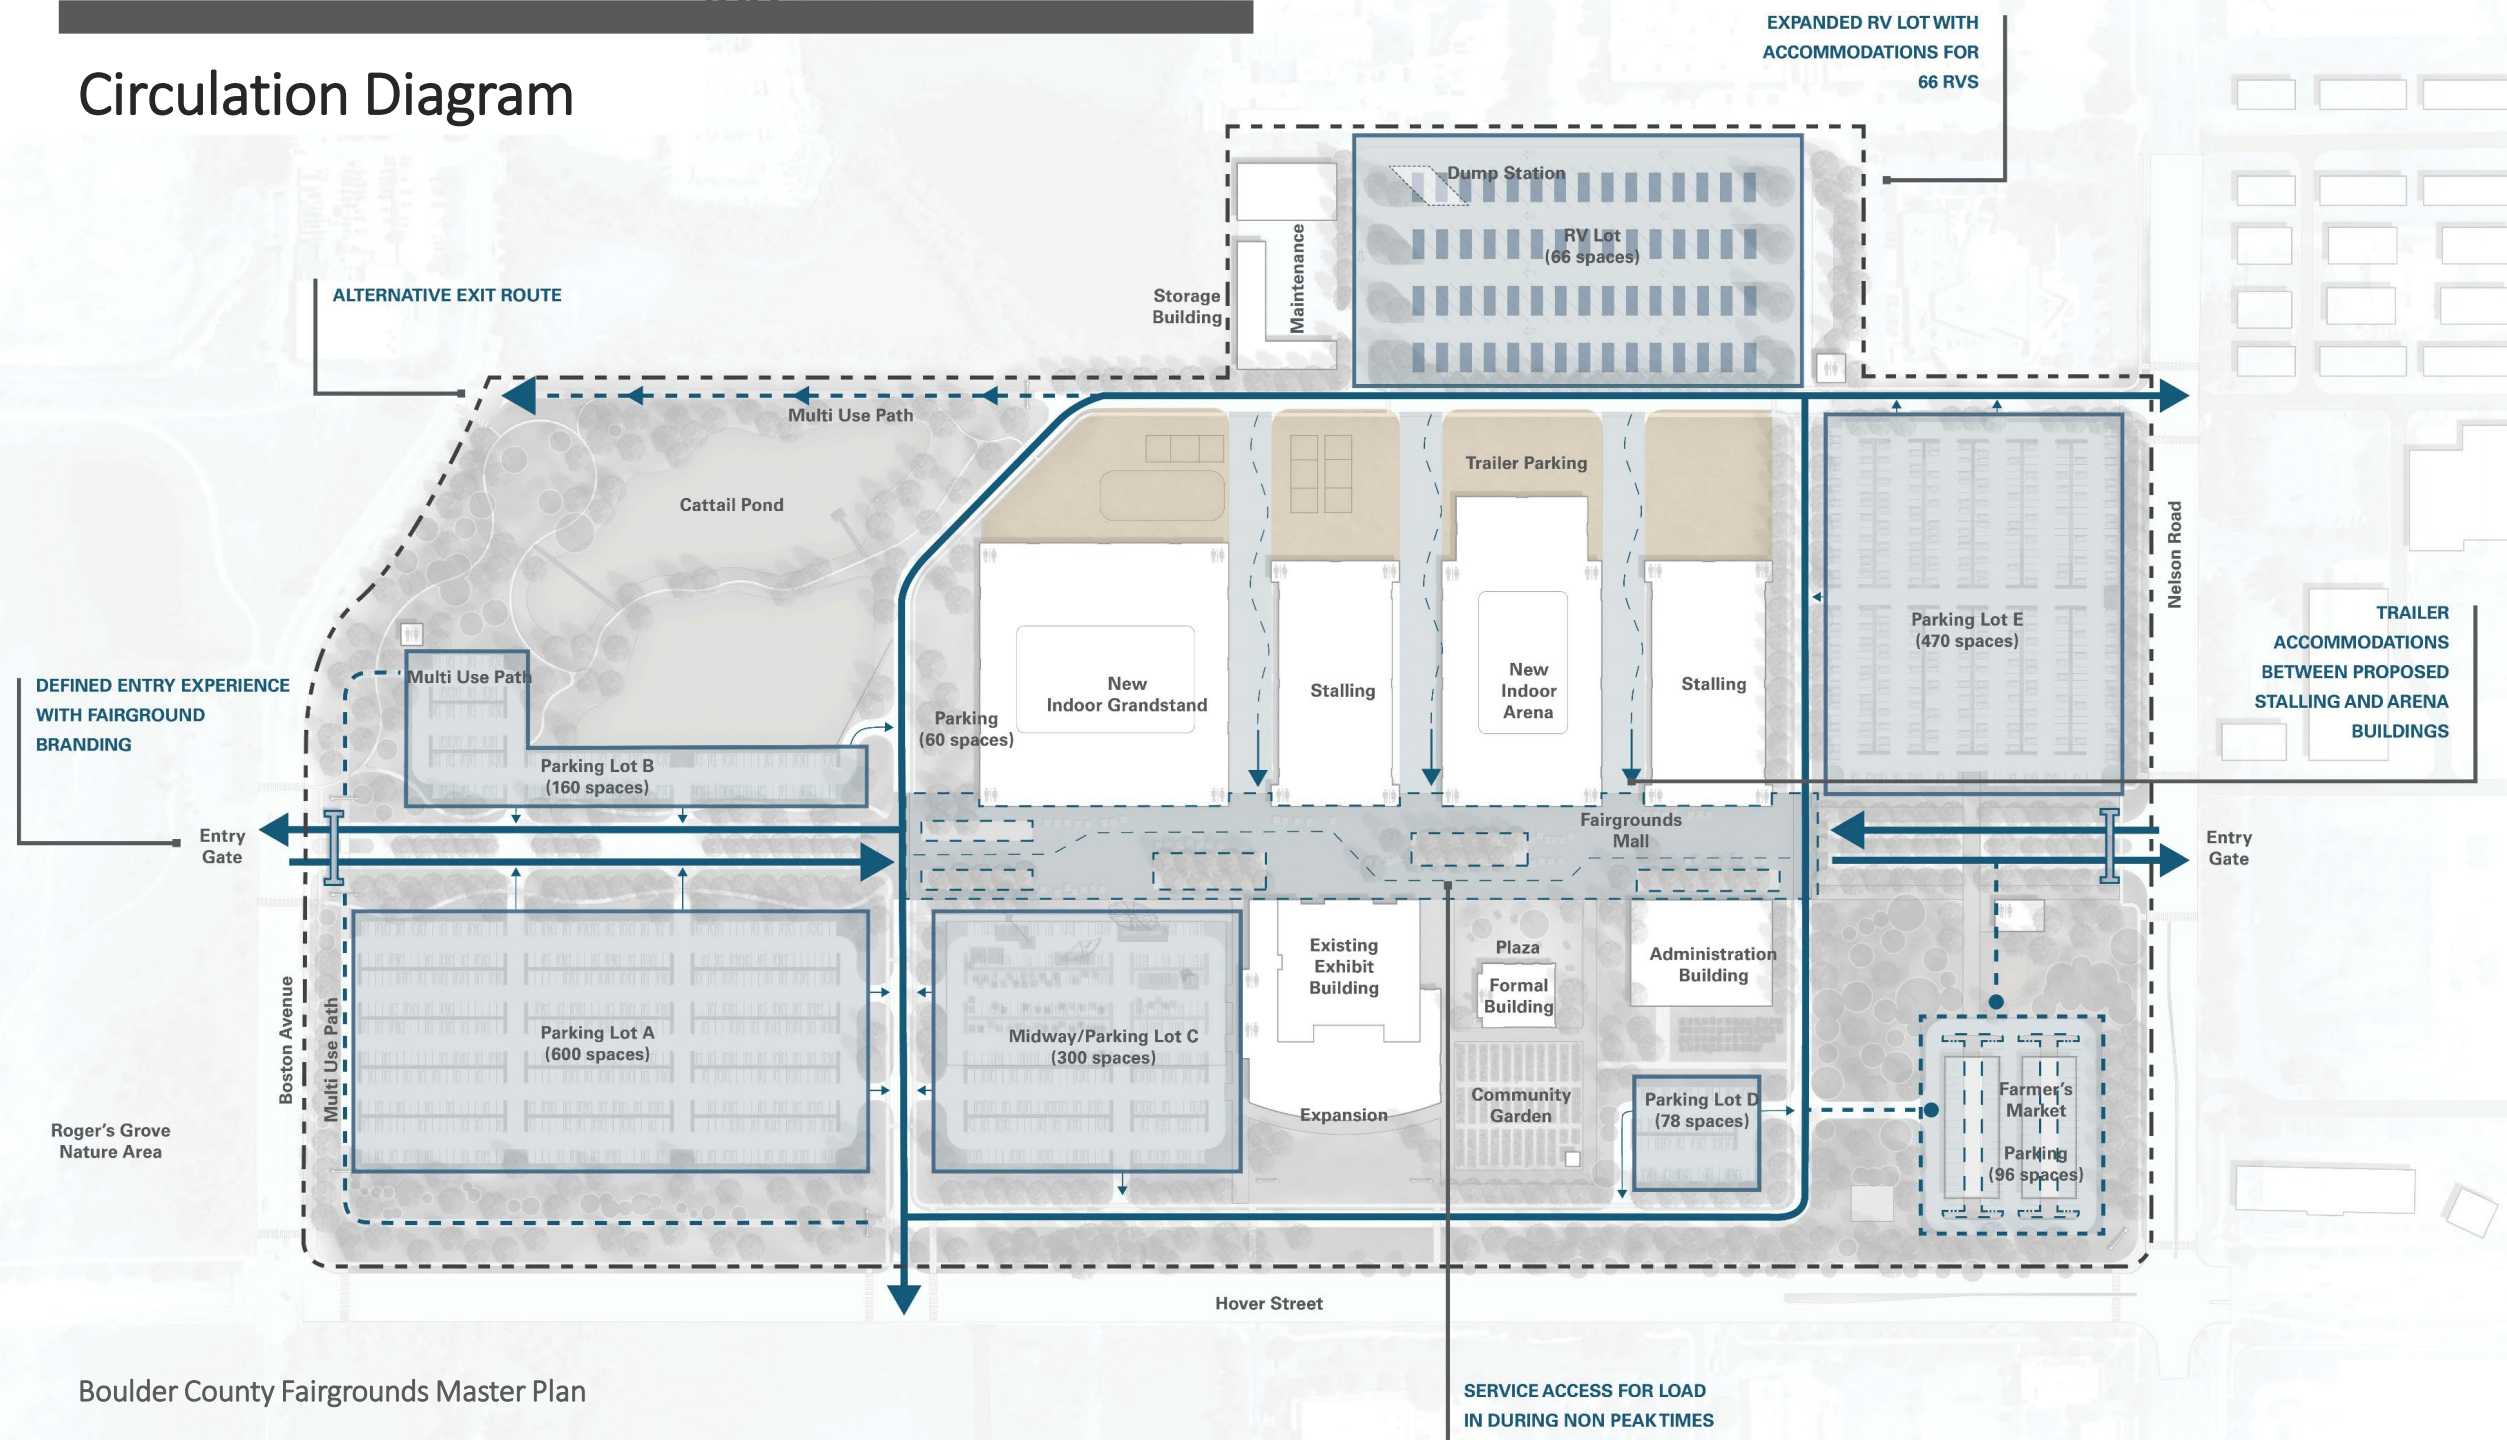 Circulation Diagram
EXPANDED RV LOT WITH
ACCOMMODATIONS FOR
66 RVS
Dump Station
RV Lot
(66 spaces)
Maintenance
Storage
Building
ALTERNATIVE EXIT ROUTE
Multi Use Path
Cattail Pond
Trailer Parking
Nelson Road
TRAILER
ACCOMMODATIONS
BETWEEN PROPOSED
STALLING AND ARENA
BUILDINGS
Parking Lot E
(470 spaces)
DEFINED ENTRY EXPERIENCE
WITH FAIRGROUND
BRANDING
Multi Use Path
New
Indoor Grandstand
Stalling
New
Indoor
Arena
Stalling
Parking
(60 spaces)
Parking Lot B
(160 spaces)
Entry
Gate
Fairgrounds
Mall
Entry
Gate
Existing
Exhibit
Building
Plaza
Formal
Building
Administration
Building
Boston Avenue
Multi Use Path
Parking Lot A
(600 spaces)
Midway/Parking Lot C
(300 spaces)
Expansion
Community
Garden
Parking Lot D
(78 spaces)
Farmer's
Market
Parking
(96 spaces)
Roger's Grove
Nature Area
Hover Street
Boulder County Fairgrounds Master Plan
SERVICE ACCESS FOR LOAD
IN DURING NON PEAK TIMES